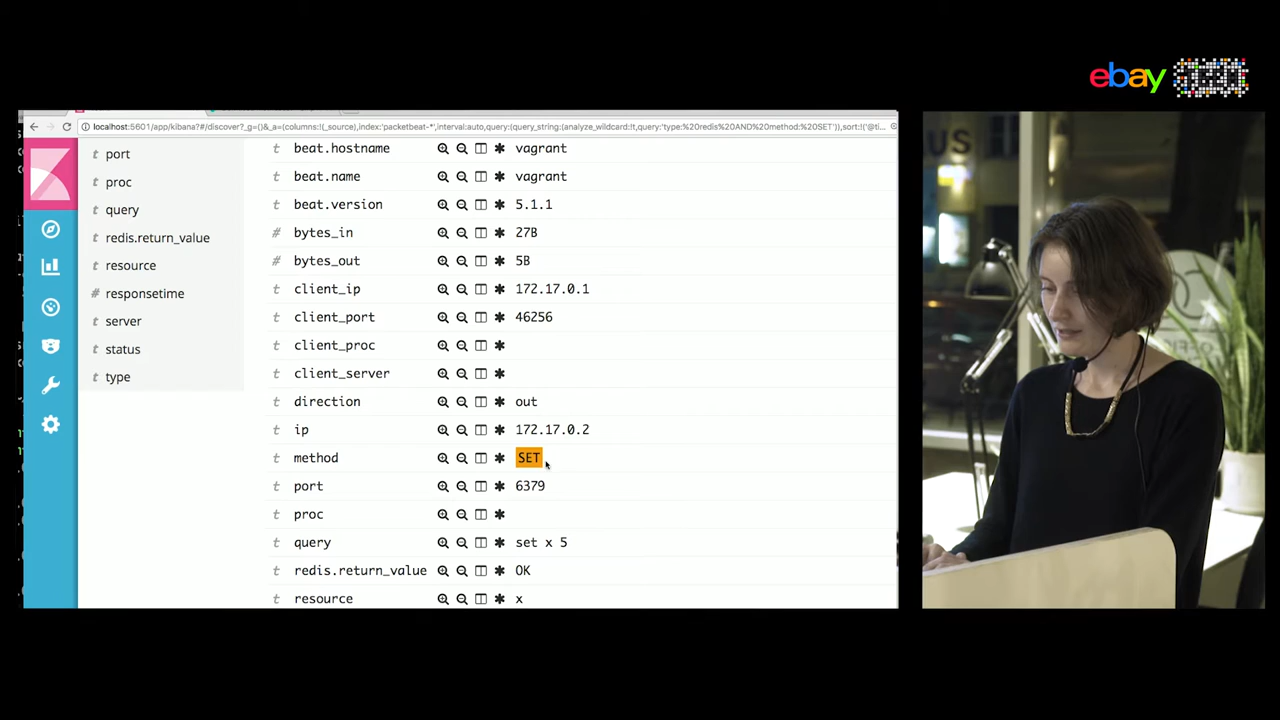 ebay
localhost:5601/app/kibana?#/discover?_g=()&_a=(columns:!(_source),index:'packetbeat-*',interval:auto,query:(query_string:(analyze_wildcard:!t,query:'type:%20redis%20AND%20method:%20SET')),sort:!('@ti...
t port
t proc
t query
t redis.return_value
t resource
# responsetime
t server
t status
t type
t beat.hostname vagrant
t beat.name vagrant
t beat.version 5.1.1
# bytes_in 27B
# bytes_out 5B
t client_ip 172.17.0.1
t client_port 46256
t client_proc
t client_server
t direction out
t ip 172.17.0.2
t method SET
t port 6379
t proc
t query set x 5
t redis.return_value OK
t resource x